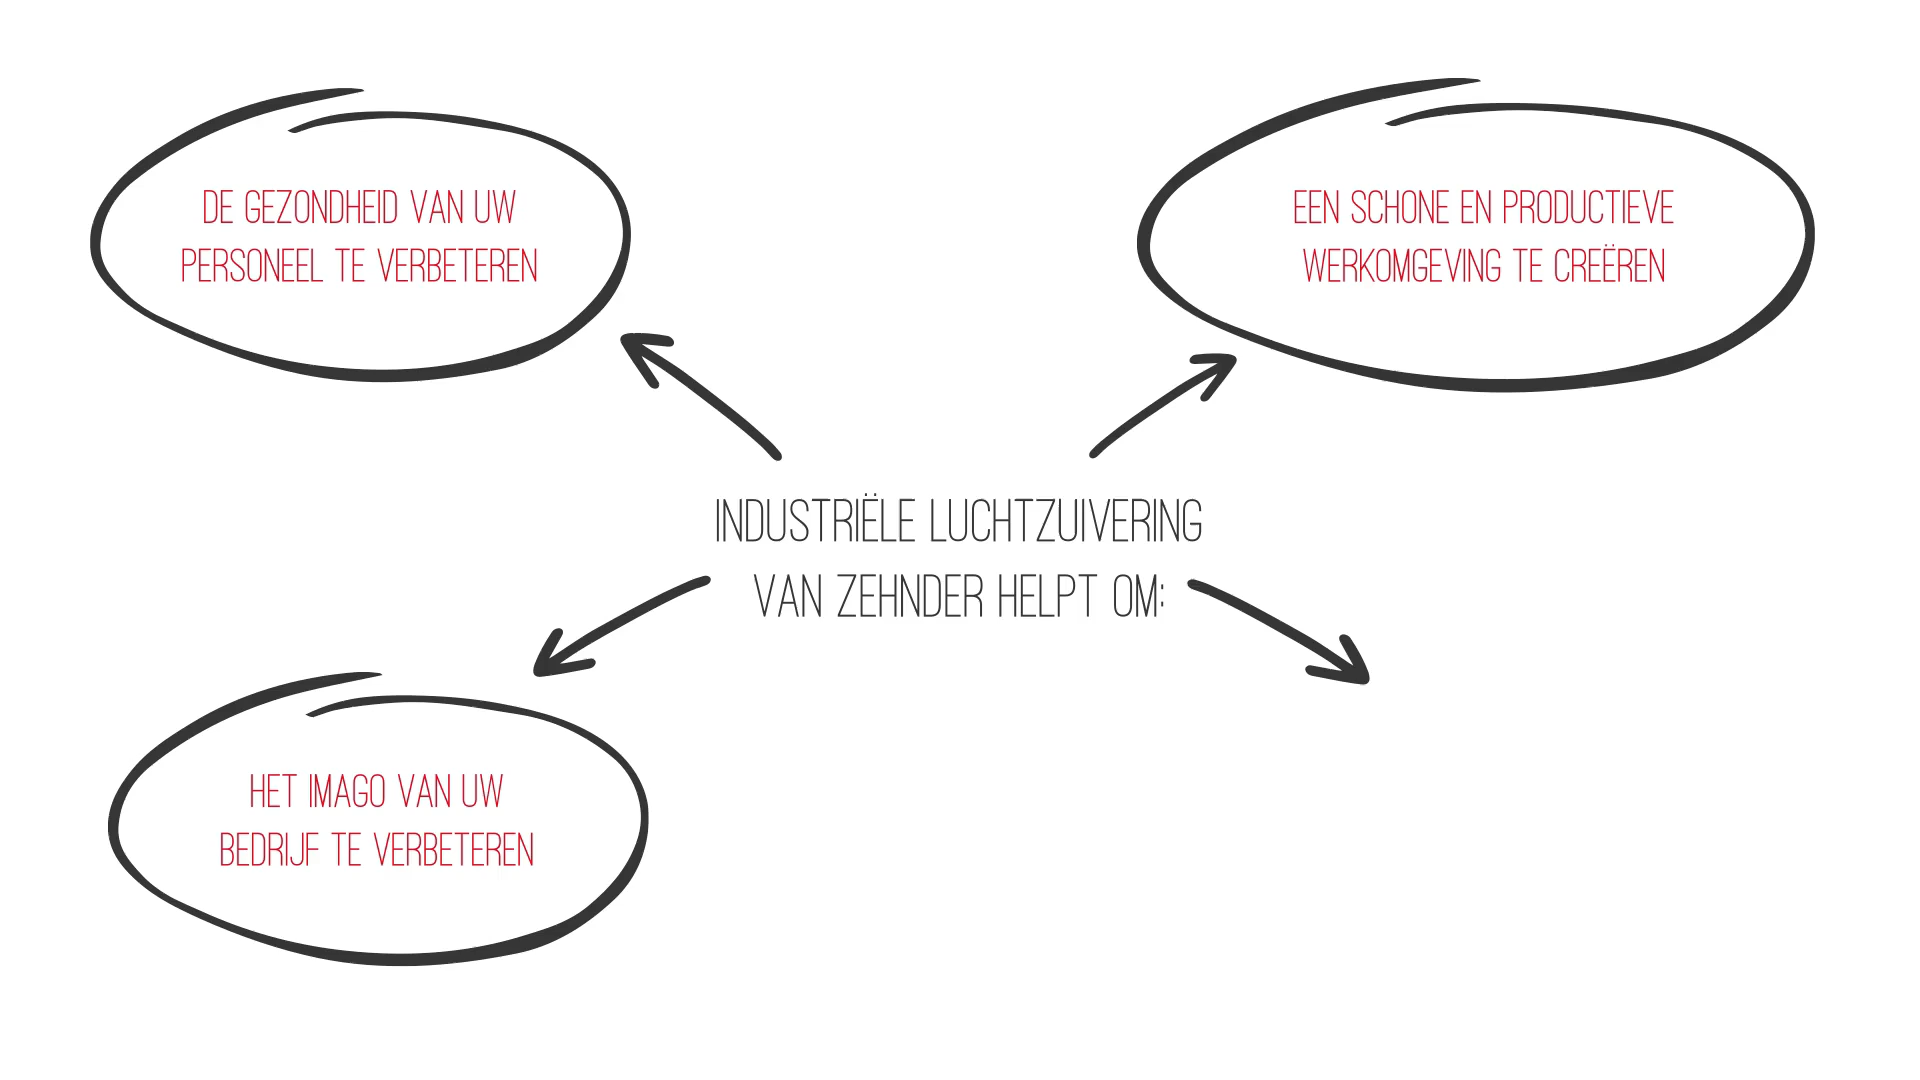 DE GEZONDHEID VAN UW
PERSONEEL TE VERBETEREN
EEN SCHONE EN PRODUCTIEVE
WERKOMGEVING TE CREËREN
INDUSTRIËLE LUCHTZUIVERING
VAN ZEHNDER HELPT OM:
HET IMAGO VAN UW
BEDRIJF TE VERBETEREN